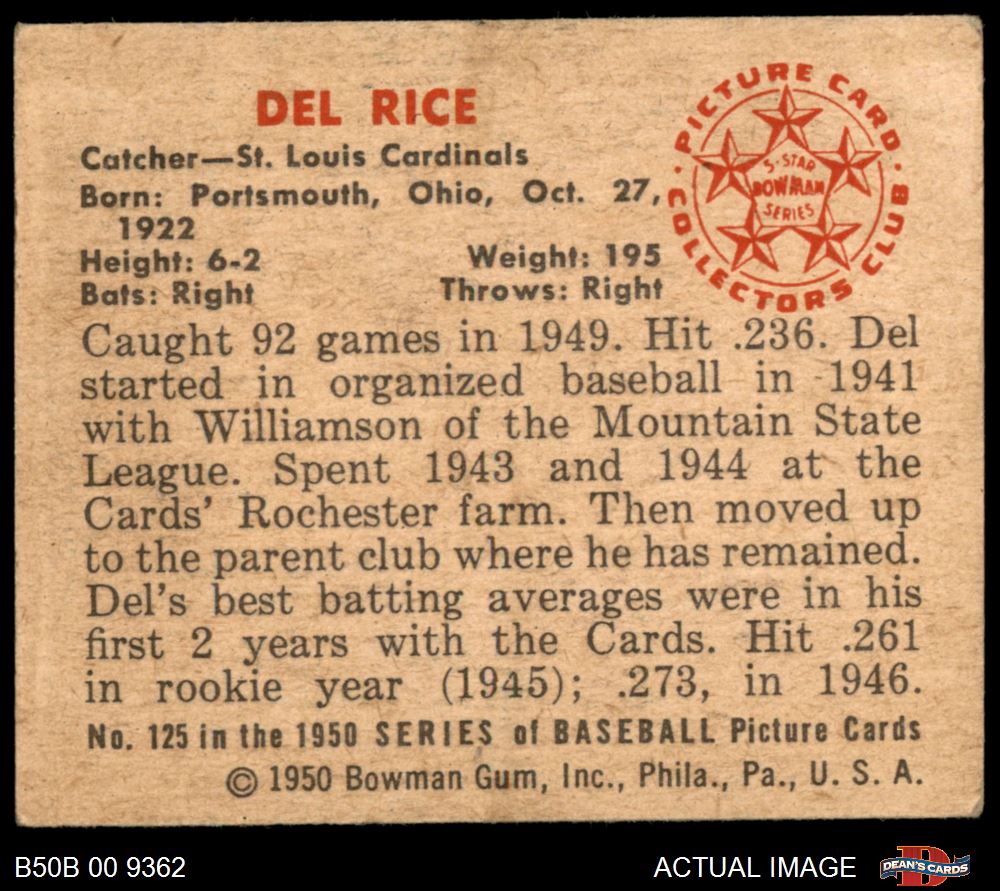 DEL RICE
Catcher—St. Louis Cardinals
Born: Portsmouth, Ohio, Oct. 27,
1922
Height: 6-2 Weight: 195
Bats: Right Throws: Right
PICTURE CARD
COLLECTORS CLUB
5-STAR
BOWMAN
SERIES
Caught 92 games in 1949. Hit .236. Del
started in organized baseball in 1941
with Williamson of the Mountain State
League. Spent 1943 and 1944 at the
Cards' Rochester farm. Then moved up
to the parent club where he has remained.
Del's best batting averages were in his
first 2 years with the Cards. Hit .261
in rookie year (1945); .273, in 1946.
No. 125 in the 1950 SERIES of BASEBALL Picture Cards
© 1950 Bowman Gum, Inc., Phila., Pa., U. S. A.
B50B 00 9362 ACTUAL IMAGE DEAN'S CARDS